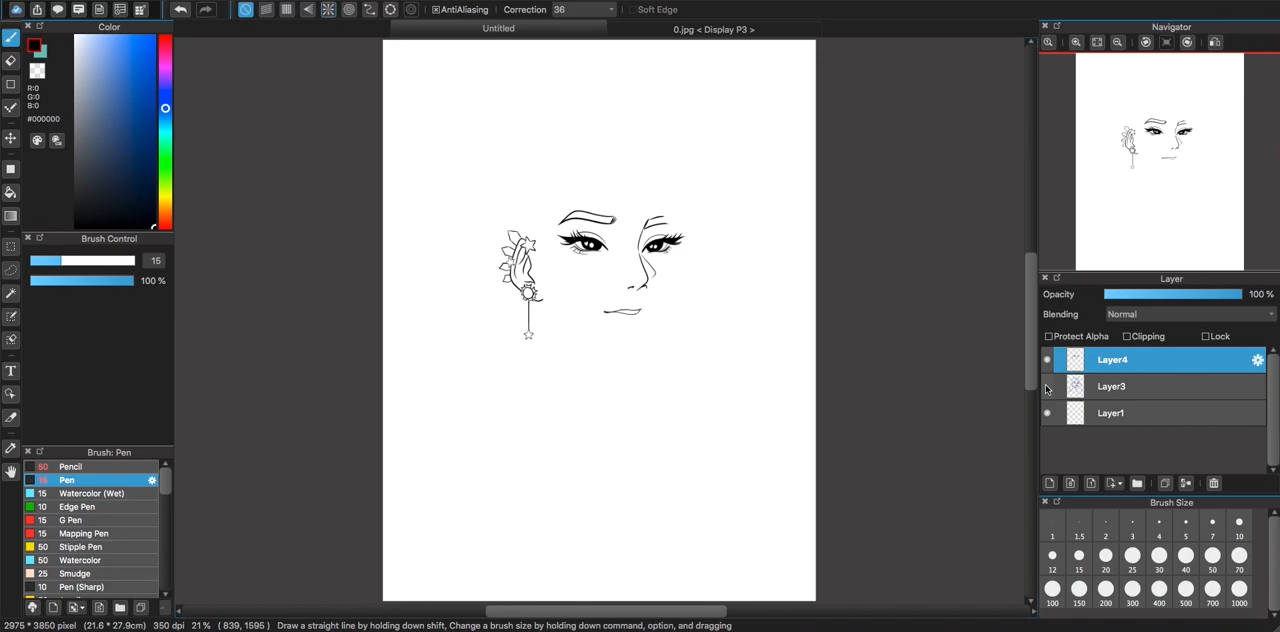 AntiAliasing Correction 36 Soft Edge
Color Untitled 0.jpg < Display P3 > Navigator
R:0
G:0
B:0
#000000
Brush Control
15
100 %
Layer
Opacity 100 %
Blending Normal
Protect Alpha Clipping Lock
Layer4
Layer3
Layer1
Brush: Pen
50 Pencil
15 Pen
15 Watercolor (Wet)
10 Edge Pen
15 G Pen
15 Mapping Pen
50 Stipple Pen
50 Watercolor
25 Smudge
10 Pen (Sharp)
Brush Size
1 1.5 2 3 4 5 7 10
12 15 20 25 30 40 50 70
100 150 200 300 400 500 700 1000
2975 * 3850 pixel (21.6 * 27.9cm) 350 dpi 21 % ( 839, 1595 ) Draw a straight line by holding down shift, Change a brush size by holding down command, option, and dragging